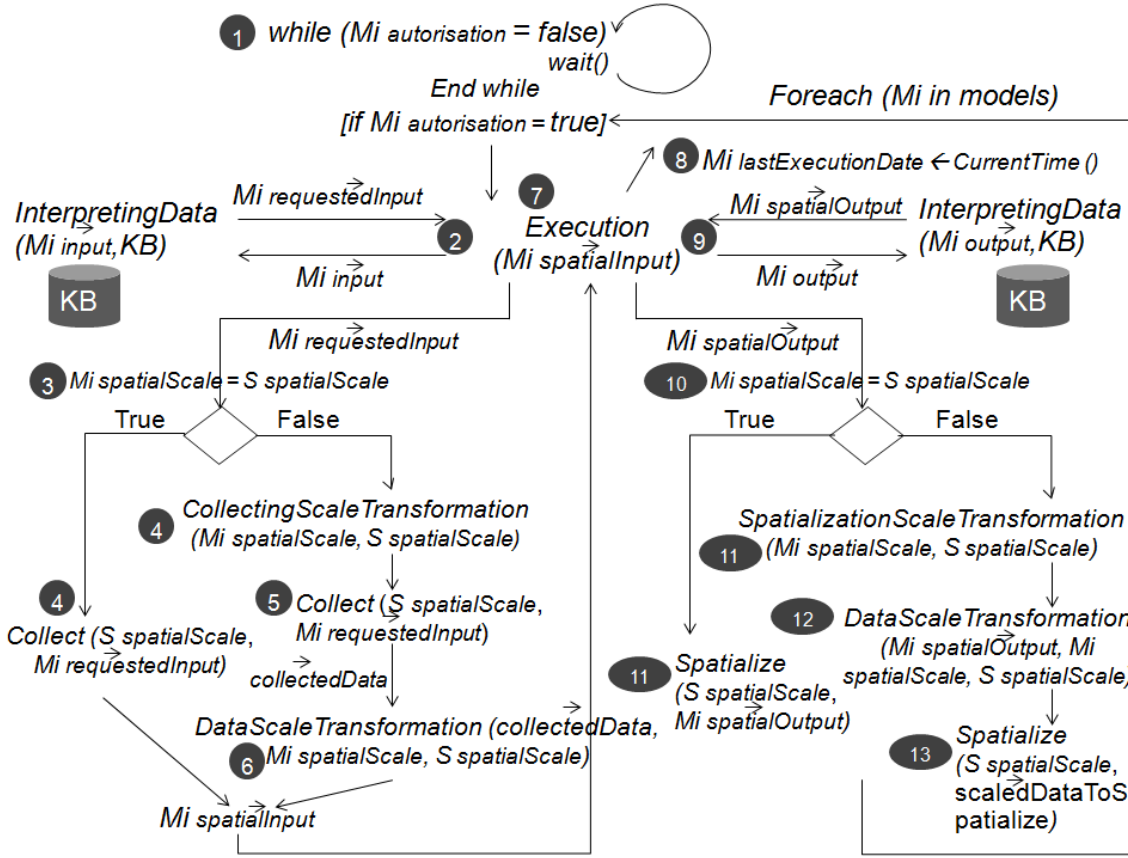 1 while (Mi autorisation = false)
wait()
End while
[if Mi autorisation = true]
Foreach (Mi in models)
8 Mi lastExecutionDate ← CurrentTime ()
InterpretingData
(Mi input, KB)
KB
Mi requestedInput
2
Mi input
7
Execution
(Mi spatialInput)
9
Mi spatialOutput
Mi output
InterpretingData
(Mi output, KB)
KB
Mi requestedInput
3 Mi spatialScale = S spatialScale
True
False
4 CollectingScaleTransformation
(Mi spatialScale, S spatialScale)
4
Collect (S spatialScale,
Mi requestedInput)
5 Collect (S spatialScale,
Mi requestedInput)
collectedData
DataScaleTransformation (collectedData,
6 Mi spatialScale, S spatialScale)
Mi spatialInput
Mi spatialOutput
10 Mi spatialScale = S spatialScale
True
False
SpatializationScaleTransformation
11 (Mi spatialScale, S spatialScale)
11 Spatialize
(S spatialScale,
Mi spatialOutput)
12 DataScaleTransformation
(Mi spatialOutput, Mi
spatialScale, S spatialScale)
13 Spatialize
(S spatialScale,
scaledDataToS
patialize)